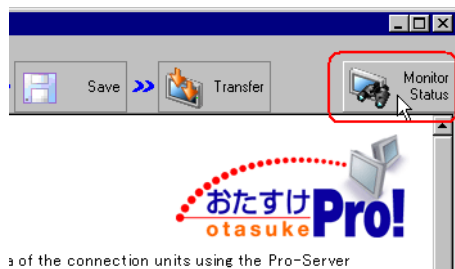 Save
Transfer
Monitor
Status
おたすけPro!
otasuke
a of the connection units using the Pro-Server